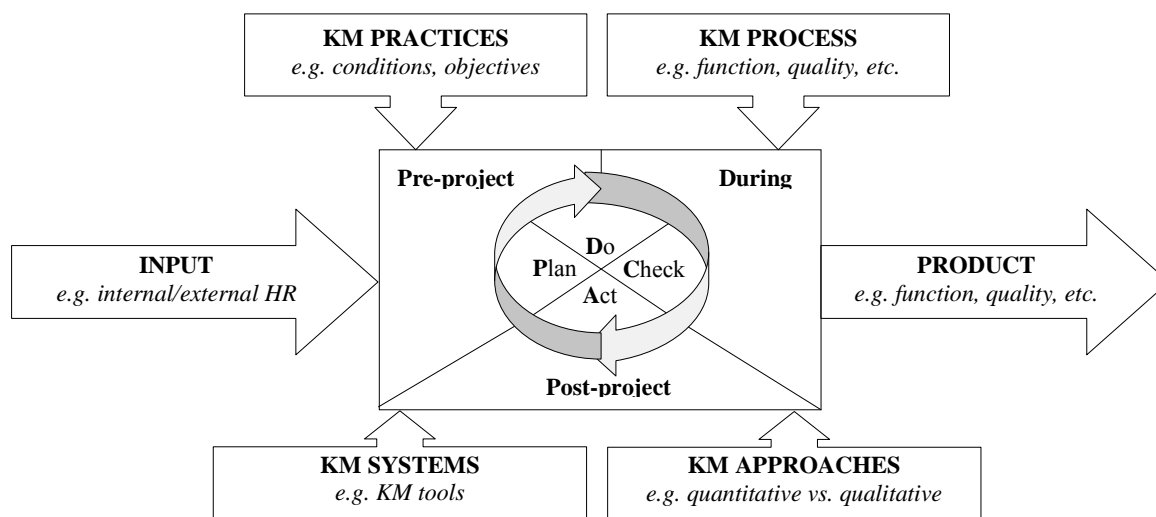 KM PRACTICES
e.g. conditions, objectives
KM PROCESS
e.g. function, quality, etc.
Pre-project
During
INPUT
e.g. internal/external HR
Do
Plan
Check
Act
PRODUCT
e.g. function, quality, etc.
Post-project
KM SYSTEMS
e.g. KM tools
KM APPROACHES
e.g. quantitative vs. qualitative